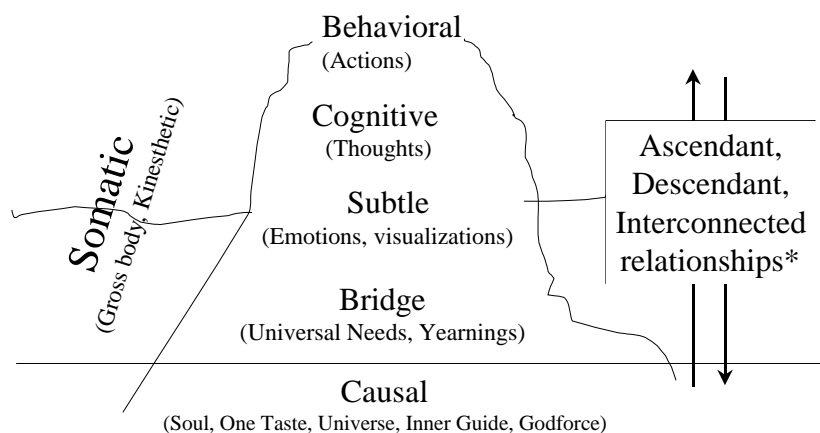 Behavioral
(Actions)
Cognitive
(Thoughts)
Subtle
(Emotions, visualizations)
Bridge
(Universal Needs, Yearnings)
Causal
(Soul, One Taste, Universe, Inner Guide, Godforce)
Somatic
(Gross body, Kinesthetic)
Ascendant,
Descendant,
Interconnected
relationships*